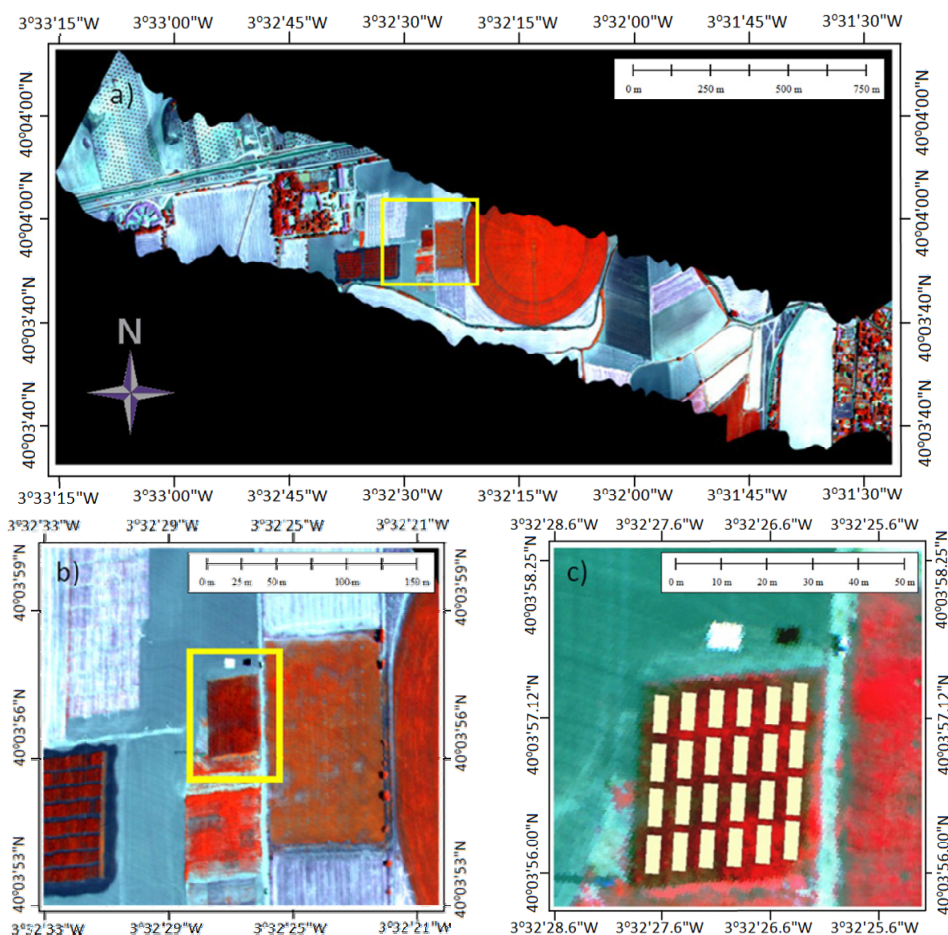 3°33'15"W 3°33'00"W 3°32'45"W 3°32'30"W 3°32'15"W 3°32'00"W 3°31'45"W 3°31'30"W
a)
0 m 250 m 500 m 750 m
40°04'00"N 40°04'00"N
40°04'00"N 40°04'00"N
40°03'40"N 40°03'40"N
N
40°03'40"N 40°03'40"N
3°33'15"W 3°33'00"W 3°32'45"W 3°32'30"W 3°32'15"W 3°32'00"W 3°31'45"W 3°31'30"W
3°32'33"W 3°32'29"W 3°32'25"W 3°32'21"W
b)
0 m 25 m 50 m 100 m 150 m
40°03'59"N 40°03'59"N
40°03'56"N 40°03'56"N
40°03'53"N 40°03'53"N
3°32'33"W 3°32'29"W 3°32'25"W 3°32'21"W
3°32'28.6"W 3°32'27.6"W 3°32'26.6"W 3°32'25.6"W
c)
0 m 10 m 20 m 30 m 40 m 50 m
40°03'58.25"N 40°03'58.25"N
40°03'57.12"N 40°03'57.12"N
40°03'56.00"N 40°03'56.00"N
3°32'28.6"W 3°32'27.6"W 3°32'26.6"W 3°32'25.6"W